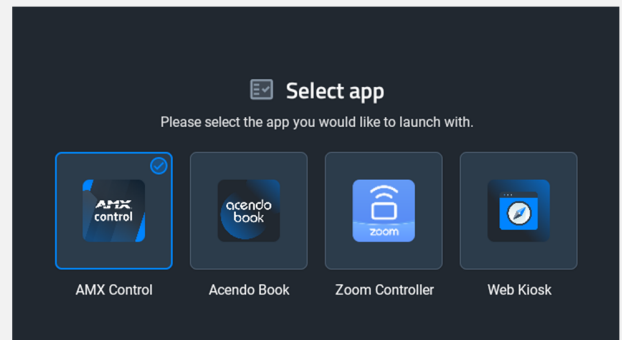 Select app
Please select the app you would like to launch with.
AMX
control
acendo
book
zoom
AMX Control
Acendo Book
Zoom Controller
Web Kiosk